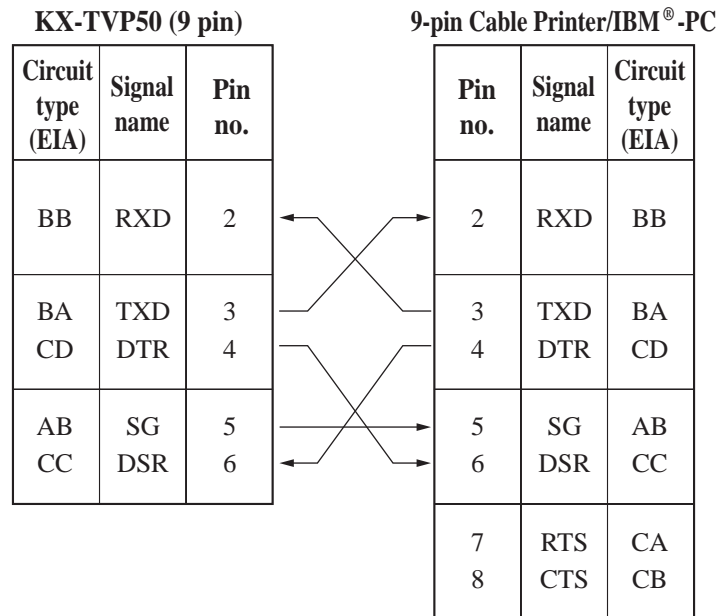 KX-TVP50 (9 pin) 9-pin Cable Printer/IBM®-PC
Circuit type (EIA) Signal name Pin no. Pin no. Signal name Circuit type (EIA)
BB RXD 2 2 RXD BB
BA TXD 3 3 TXD BA
CD DTR 4 4 DTR CD
AB SG 5 5 SG AB
CC DSR 6 6 DSR CC
7 RTS CA
8 CTS CB